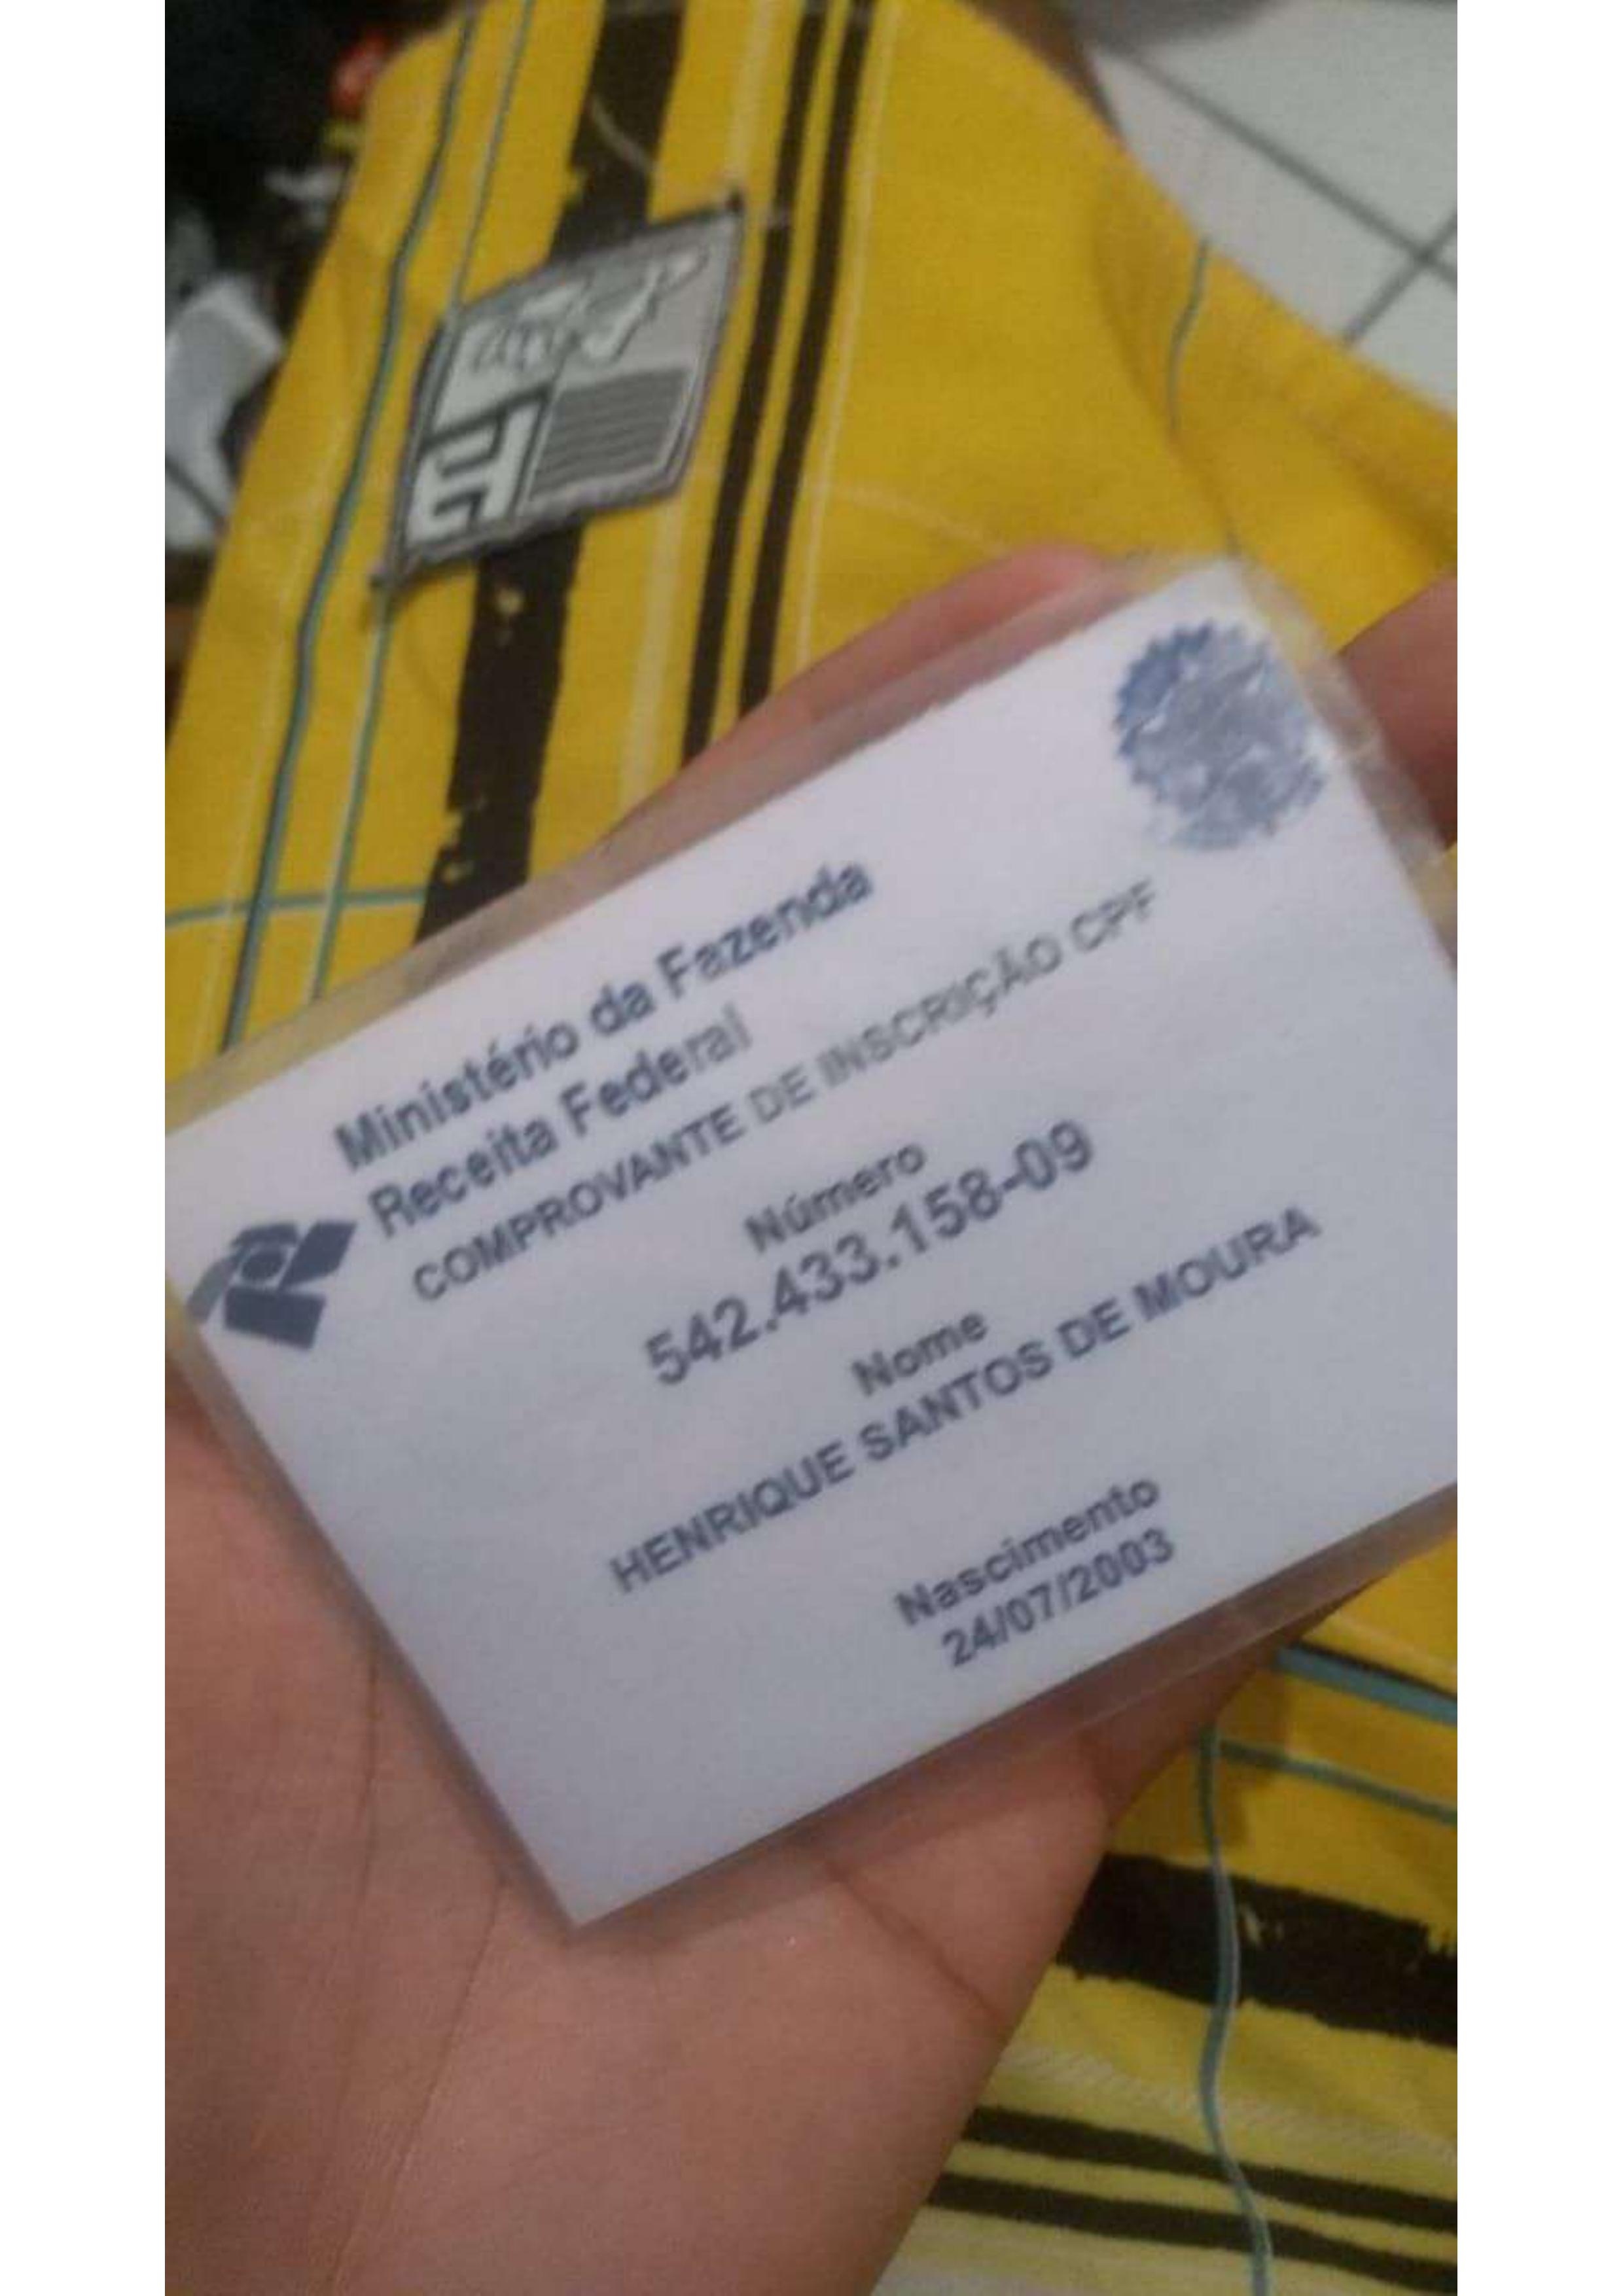 Ministério da Fazenda
Receita Federal
COMPROVANTE DE INSCRIÇÃO CPF
Número
542.433.158-09
Nome
HENRIQUE SANTOS DE MOURA
Nascimento
24/07/2003